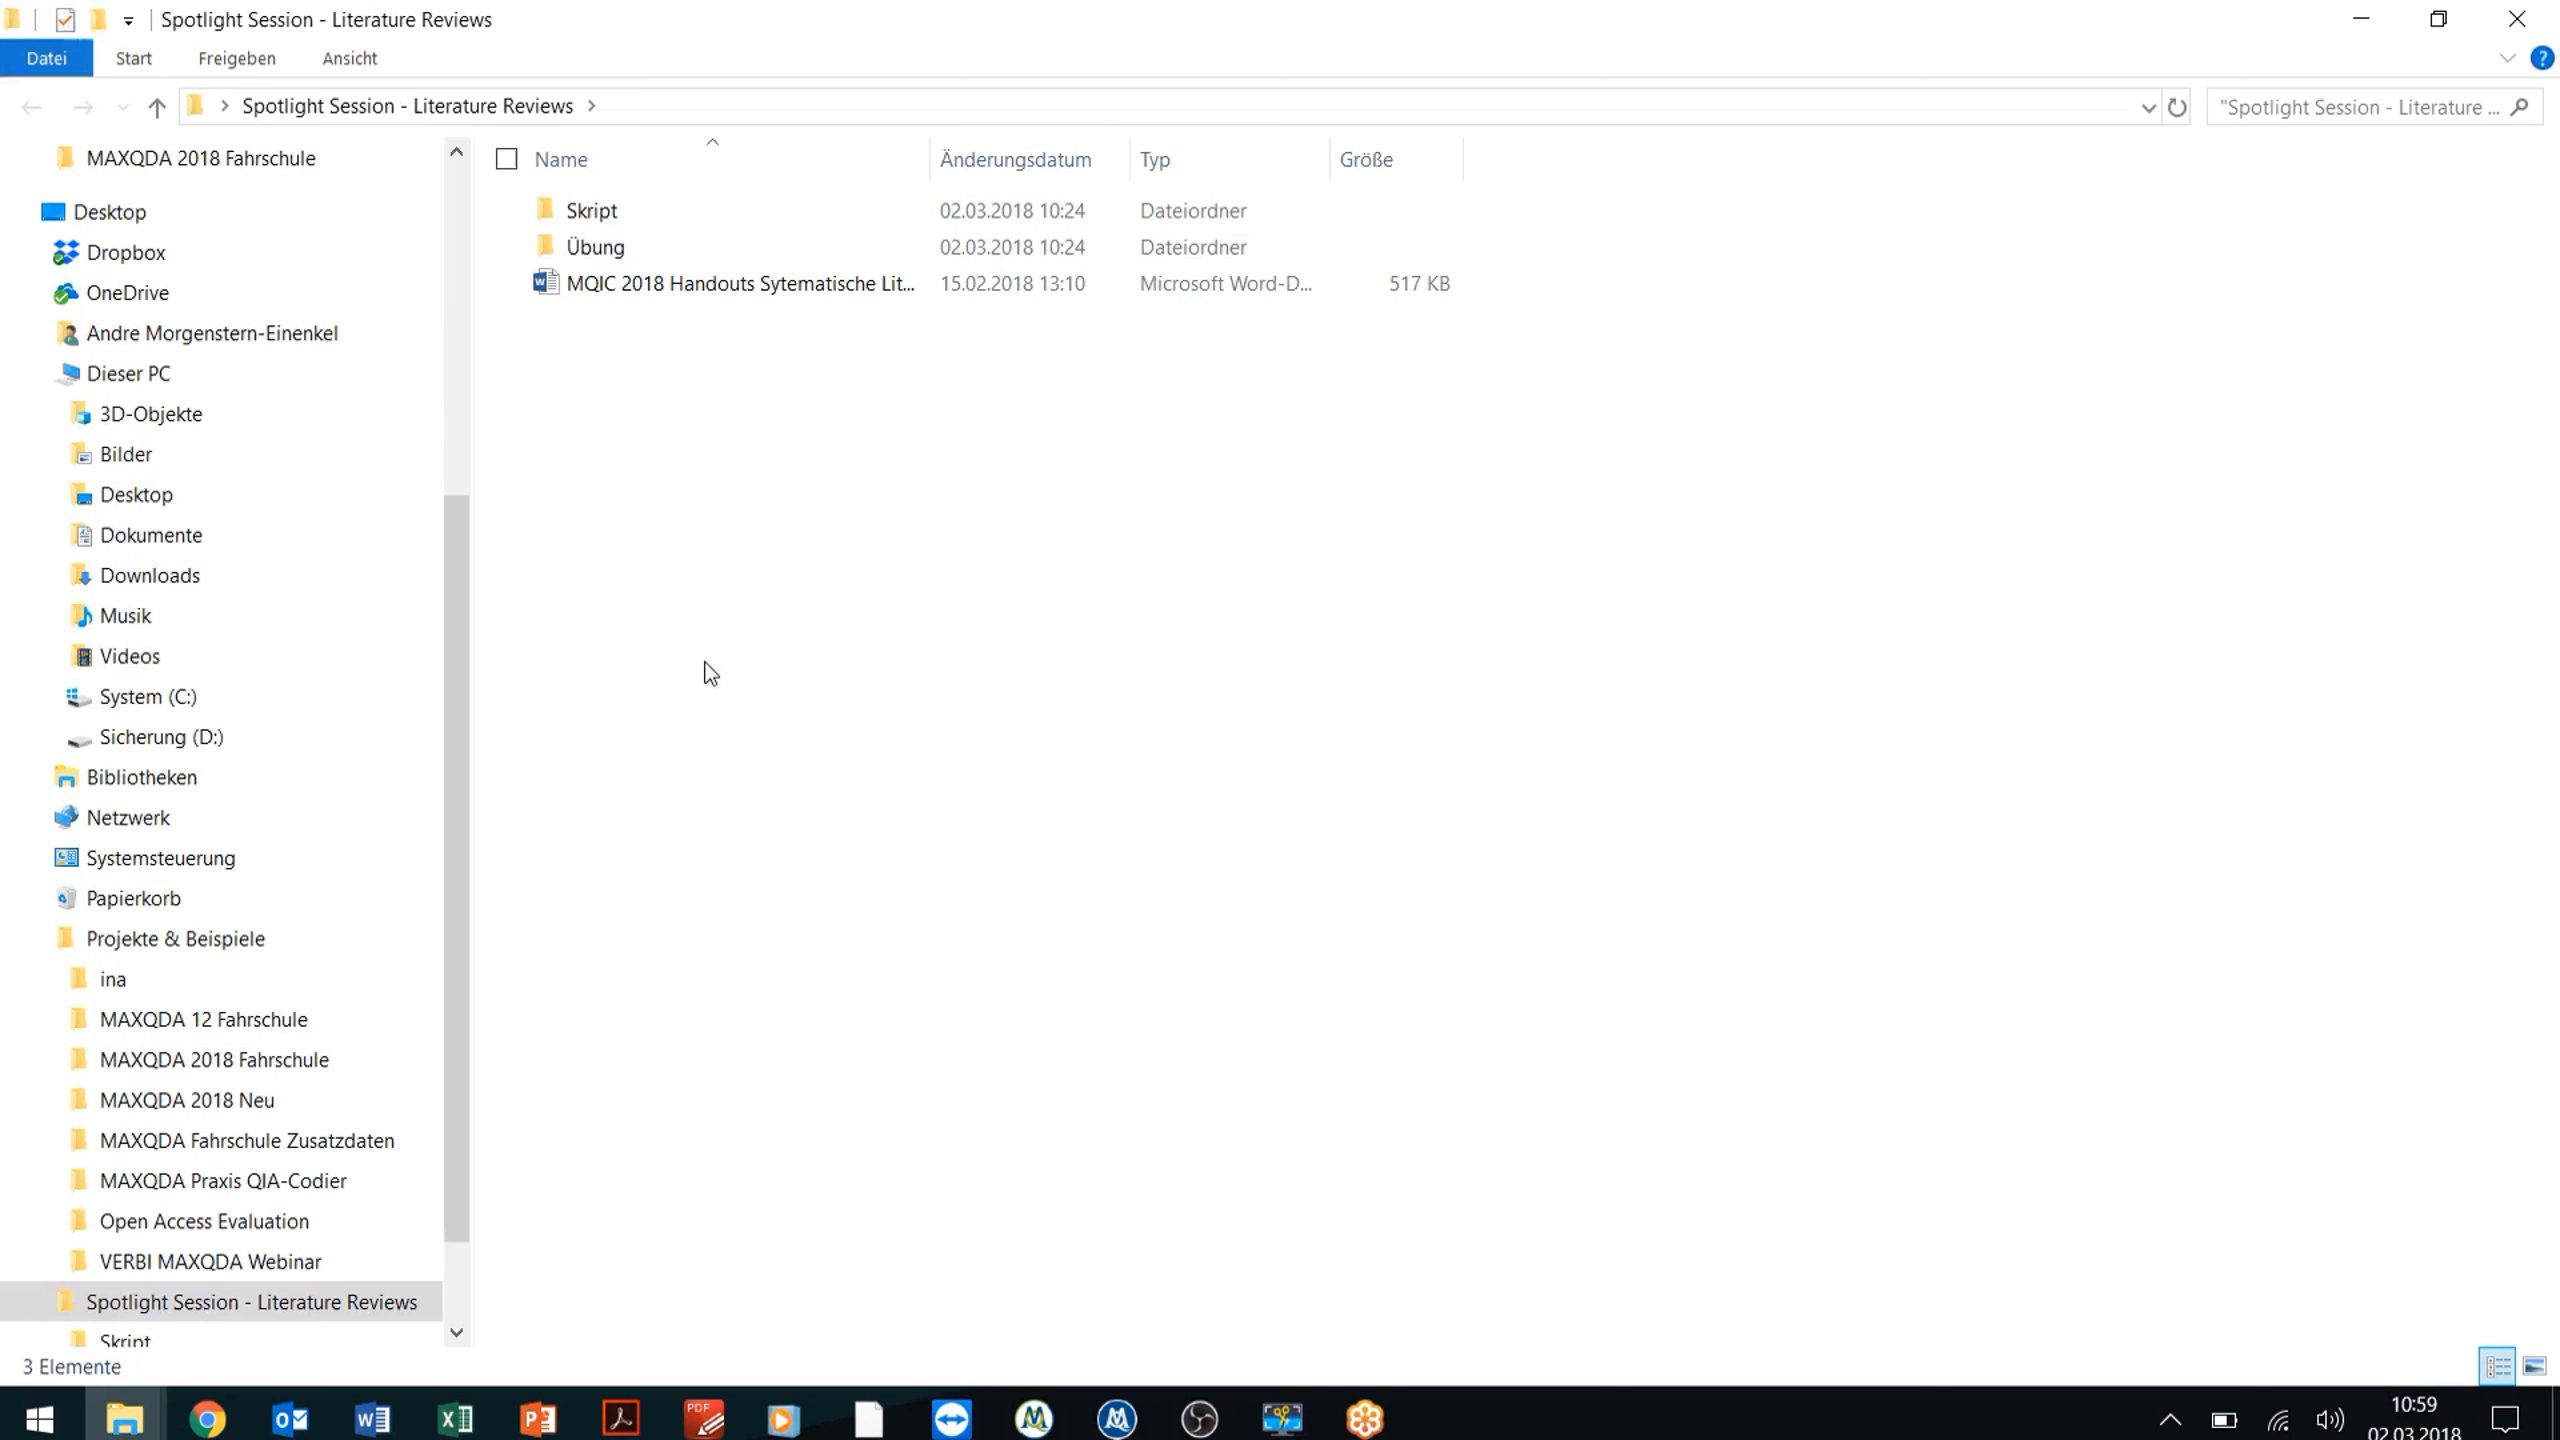 Spotlight Session - Literature Reviews
Datei Start Freigeben Ansicht
Spotlight Session - Literature Reviews
"Spotlight Session - Literature ...
Name Änderungsdatum Typ Größe
Skript 02.03.2018 10:24 Dateiordner
Übung 02.03.2018 10:24 Dateiordner
MQIC 2018 Handouts Sytematische Lit... 15.02.2018 13:10 Microsoft Word-D... 517 KB
MAXQDA 2018 Fahrschule
Desktop
Dropbox
OneDrive
Andre Morgenstern-Einenkel
Dieser PC
3D-Objekte
Bilder
Desktop
Dokumente
Downloads
Musik
Videos
System (C:)
Sicherung (D:)
Bibliotheken
Netzwerk
Systemsteuerung
Papierkorb
Projekte & Beispiele
ina
MAXQDA 12 Fahrschule
MAXQDA 2018 Fahrschule
MAXQDA 2018 Neu
MAXQDA Fahrschule Zusatzdaten
MAXQDA Praxis QIA-Codier
Open Access Evaluation
VERBI MAXQDA Webinar
Spotlight Session - Literature Reviews
Skript
3 Elemente
PDF
10:59
02.03.2018